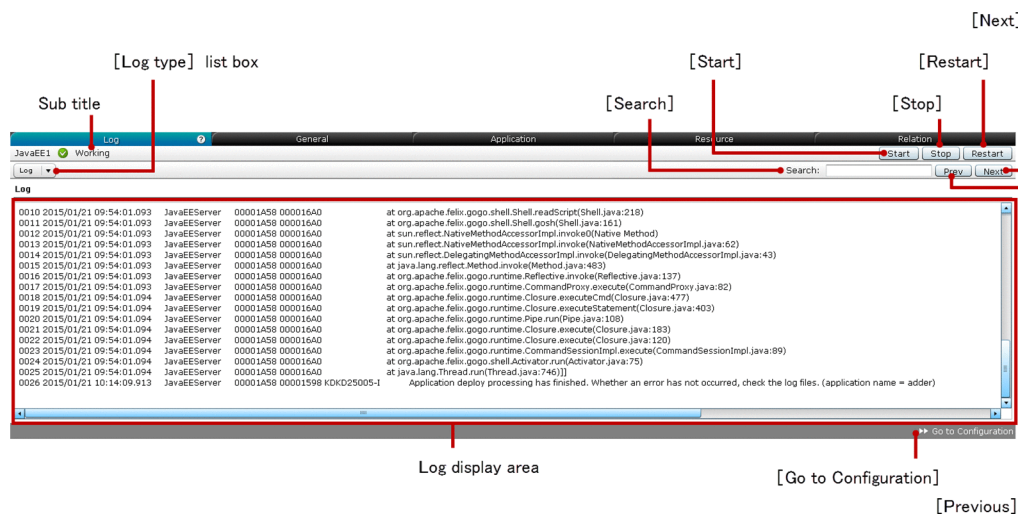 [Next]
[Log type] list box
[Start]
[Restart]
Sub title
[Search]
[Stop]
Log
General
Application
Resource
Relation
JavaEE1 Working
Start Stop Restart
Log
Search:
Prev Next
Log
0010 2015/01/21 09:54:01.093 JavaEEServer 00001A58 000016A0 at org.apache.felix.gogo.shell.Shell.readScript(Shell.java:218)
0011 2015/01/21 09:54:01.093 JavaEEServer 00001A58 000016A0 at org.apache.felix.gogo.shell.Shell.gosh(Shell.java:161)
0012 2015/01/21 09:54:01.093 JavaEEServer 00001A58 000016A0 at sun.reflect.NativeMethodAccessorImpl.invoke0(Native Method)
0013 2015/01/21 09:54:01.093 JavaEEServer 00001A58 000016A0 at sun.reflect.NativeMethodAccessorImpl.invoke(NativeMethodAccessorImpl.java:62)
0014 2015/01/21 09:54:01.093 JavaEEServer 00001A58 000016A0 at sun.reflect.DelegatingMethodAccessorImpl.invoke(DelegatingMethodAccessorImpl.java:43)
0015 2015/01/21 09:54:01.093 JavaEEServer 00001A58 000016A0 at java.lang.reflect.Method.invoke(Method.java:483)
0016 2015/01/21 09:54:01.093 JavaEEServer 00001A58 000016A0 at org.apache.felix.gogo.runtime.Reflective.invoke(Reflective.java:137)
0017 2015/01/21 09:54:01.093 JavaEEServer 00001A58 000016A0 at org.apache.felix.gogo.runtime.CommandProxy.execute(CommandProxy.java:82)
0018 2015/01/21 09:54:01.094 JavaEEServer 00001A58 000016A0 at org.apache.felix.gogo.runtime.Closure.executeCmd(Closure.java:477)
0019 2015/01/21 09:54:01.094 JavaEEServer 00001A58 000016A0 at org.apache.felix.gogo.runtime.Closure.executeStatement(Closure.java:403)
0020 2015/01/21 09:54:01.094 JavaEEServer 00001A58 000016A0 at org.apache.felix.gogo.runtime.Pipe.run(Pipe.java:108)
0021 2015/01/21 09:54:01.094 JavaEEServer 00001A58 000016A0 at org.apache.felix.gogo.runtime.Closure.execute(Closure.java:183)
0022 2015/01/21 09:54:01.094 JavaEEServer 00001A58 000016A0 at org.apache.felix.gogo.runtime.Closure.execute(Closure.java:120)
0023 2015/01/21 09:54:01.094 JavaEEServer 00001A58 000016A0 at org.apache.felix.gogo.runtime.CommandSessionImpl.execute(CommandSessionImpl.java:89)
0024 2015/01/21 09:54:01.094 JavaEEServer 00001A58 000016A0 at org.apache.felix.gogo.shell.Activator.run(Activator.java:75)
0025 2015/01/21 09:54:01.094 JavaEEServer 00001A58 000016A0 at java.lang.Thread.run(Thread.java:746)]]
0026 2015/01/21 10:14:09.913 JavaEEServer 00001A58 00001598 KDKD25005-I Application deploy processing has finished. Whether an error has not occurred, check the log files. (application name = adder)
Go to Configuration
Log display area
[Go to Configuration]
[Previous]